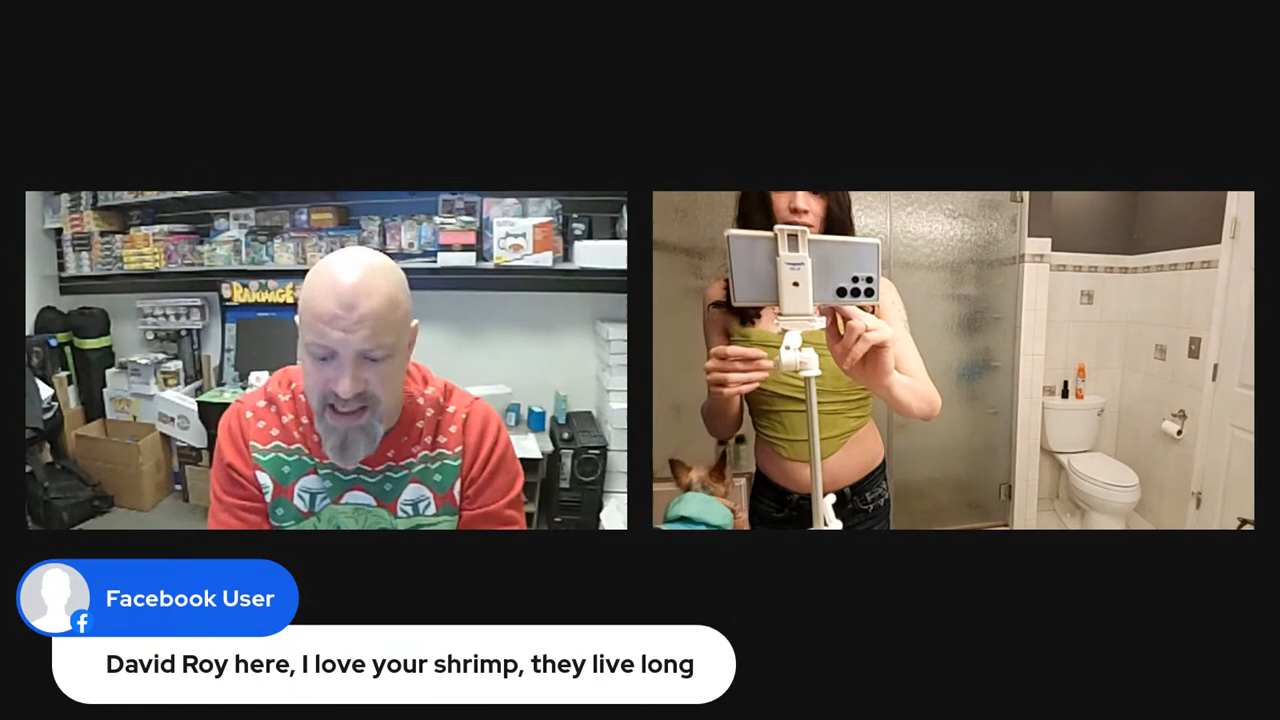 RAMPAGE
Facebook User
David Roy here, I love your shrimp, they live long